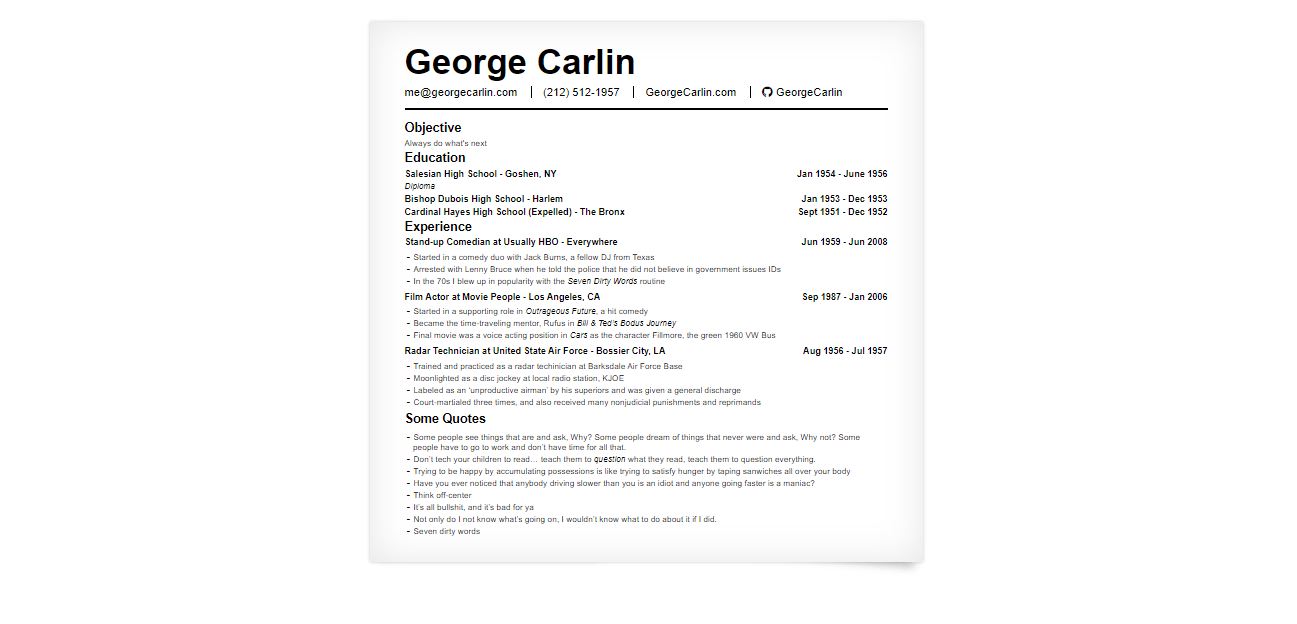 George Carlin
me@georgecarlin.com | (212) 512-1957 | GeorgeCarlin.com | GeorgeCarlin
Objective
Always do what's next
Education
Salesian High School - Goshen, NY Jan 1954 - June 1956
Diploma
Bishop Dubois High School - Harlem Jan 1953 - Dec 1953
Cardinal Hayes High School (Expelled) - The Bronx Sept 1951 - Dec 1952
Experience
Stand-up Comedian at Usually HBO - Everywhere Jun 1959 - Jun 2008
- Started in a comedy duo with Jack Burns, a fellow DJ from Texas
- Arrested with Lenny Bruce when he told the police that he did not believe in government issues IDs
- In the 70s I blew up in popularity with the Seven Dirty Words routine
Film Actor at Movie People - Los Angeles, CA Sep 1987 - Jan 2006
- Started in a supporting role in Outrageous Future, a hit comedy
- Became the time-traveling mentor, Rufus in Bill & Ted's Bodus Journey
- Final movie was a voice acting position in Cars as the character Fillmore, the green 1960 VW Bus
Radar Technician at United State Air Force - Bossier City, LA Aug 1956 - Jul 1957
- Trained and practiced as a radar techinician at Barksdale Air Force Base
- Moonlighted as a disc jockey at local radio station, KJOE
- Labeled as an 'unproductive airman' by his superiors and was given a general discharge
- Court-martialed three times, and also received many nonjudicial punishments and reprimands
Some Quotes
- Some people see things that are and ask, Why? Some people dream of things that never were and ask, Why not? Some
people have to go to work and don't have time for all that.
- Don't tech your children to read… teach them to question what they read, teach them to question everything.
- Trying to be happy by accumulating possessions is like trying to satisfy hunger by taping sanwiches all over your body
- Have you ever noticed that anybody driving slower than you is an idiot and anyone going faster is a maniac?
- Think off-center
- It's all bullshit, and it's bad for ya
- Not only do I not know what's going on, I wouldn't know what to do about it if I did.
- Seven dirty words